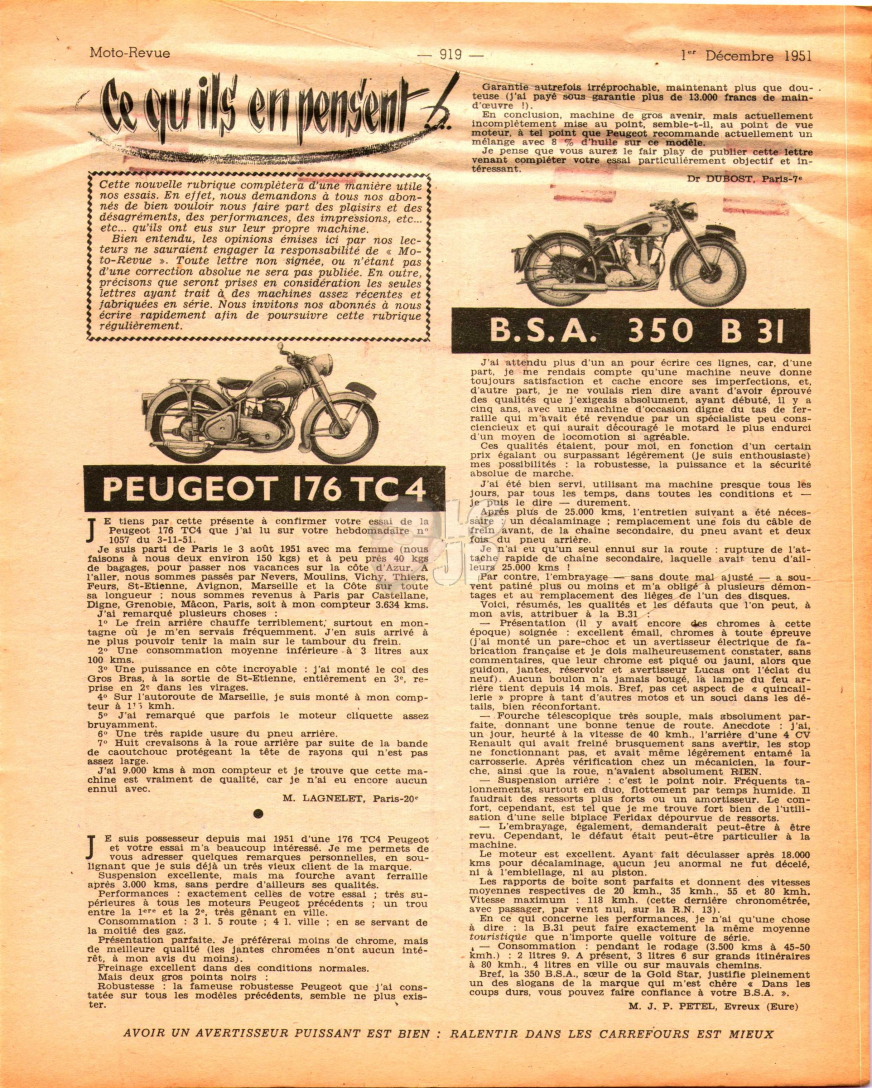 Moto-Revue
— 919 —
1er Décembre 1951
Ce qu'ils en pensent !...
Cette nouvelle rubrique complètera d'une manière utile
nos essais. En effet, nous demandons à tous nos abon-
nés de bien vouloir nous faire part des plaisirs et des
désagréments, des performances, des impressions, etc...
etc... qu'ils ont eus sur leur propre machine.
Bien entendu, les opinions émises ici par nos lec-
teurs ne sauraient engager la responsabilité de « Mo-
to-Revue ». Toute lettre non signée, ou n'étant pas
d'une correction absolue ne sera pas publiée. En outre,
précisons que seront prises en considération les seules
lettres ayant trait à des machines assez récentes et
fabriquées en série. Nous invitons nos abonnés à nous
écrire rapidement afin de poursuivre cette rubrique
régulièrement.
PEUGEOT 176 TC 4
JE tiens par cette présente à confirmer votre essai de la
Peugeot 176 TC4 que j'ai lu sur votre hebdomadaire n°
1057 du 3-11-51.
Je suis parti de Paris le 3 août 1951 avec ma femme (nous
faisons à nous deux environ 150 kgs) et à peu près 40 kgs
de bagages, pour passer nos vacances sur la côte d'Azur. A
l'aller, nous sommes passés par Nevers, Moulins, Vichy, Thiers,
Feurs, St-Etienne, Avignon, Marseille et la Côte sur toute
sa longueur ; nous sommes revenus à Paris par Castellane,
Digne, Grenoble, Mâcon, Paris, soit à mon compteur 3.634 kms.
J'ai remarqué plusieurs choses :
1° Le frein arrière chauffe terriblement, surtout en mon-
tagne où je m'en servais fréquemment. J'en suis arrivé à
ne plus pouvoir tenir la main sur le tambour du frein.
2° Une consommation moyenne inférieure à 3 litres aux
100 kms.
3° Une puissance en côte incroyable : j'ai monté le col des
Gros Bras, à la sortie de St-Etienne, entièrement en 3e, re-
prise en 2e dans les virages.
4° Sur l'autoroute de Marseille, je suis monté à mon comp-
teur à kmh.
5° J'ai remarqué que parfois le moteur cliquette assez
bruyamment.
6° Une très rapide usure du pneu arrière.
7° Huit crevaisons à la roue arrière par suite de la bande
de caoutchouc protégeant la tête de rayons qui n'est pas
assez large.
J'ai 9.000 kms à mon compteur et je trouve que cette ma-
chine est vraiment de qualité, car je n'ai eu encore aucun
ennui avec.
M. LAGNELET, Paris-20e
JE suis possesseur depuis mai 1951 d'une 176 TC4 Peugeot
et votre essai m'a beaucoup intéressé. Je me permets de
vous adresser quelques remarques personnelles, en sou-
lignant que je suis déjà un très vieux client de la marque.
Suspension excellente, mais ma fourche avant ferraille
après 3.000 kms, sans perdre d'ailleurs ses qualités.
Performances : exactement celles de votre essai ; très su-
périeures à tous les moteurs Peugeot précédents ; un trou
entre la 1ere et la 2e, très gênant en ville.
Consommation : 3 l. 5 route ; 4 l. ville ; en se servant de
la moitié des gaz.
Présentation parfaite. Je préférerai moins de chrome, mais
de meilleure qualité (les jantes chromées n'ont aucun inté-
rêt, à mon avis du moins).
Freinage excellent dans des conditions normales.
Mais deux gros points noirs :
Robustesse : la fameuse robustesse Peugeot que j'ai cons-
tatée sur tous les modèles précédents, semble ne plus exis-
ter.
Garantie autrefois irréprochable, maintenant plus que dou-
teuse (j'ai payé sous garantie plus de 13.000 francs de main-
d'œuvre !).
En conclusion, machine de gros avenir, mais actuellement
incomplètement mise au point, semble-t-il, au point de vue
moteur, à tel point que Peugeot recommande actuellement un
mélange avec 8 % d'huile sur ce modèle.
Je pense que vous aurez le fair play de publier cette lettre
venant compléter votre essai particulièrement objectif et in-
téressant.
Dr DUBOST, Paris-7e
B.S.A. 350 B 31
J'ai attendu plus d'un an pour écrire ces lignes, car, d'une
part, je me rendais compte qu'une machine neuve donne
toujours satisfaction et cache encore ses imperfections, et,
d'autre part, je ne voulais rien dire avant d'avoir éprouvé
des qualités que j'exigeais absolument, ayant débuté, il y a
cinq ans, avec une machine d'occasion digne du tas de fer-
raille qui m'avait été revendue par un spécialiste peu cons-
ciencieux et qui aurait découragé le motard le plus endurci
d'un moyen de locomotion si agréable.
Ces qualités étaient, pour moi, en fonction d'un certain
prix égalant ou surpassant légèrement (je suis enthousiaste)
mes possibilités : la robustesse, la puissance et la sécurité
absolue de marche.
J'ai été bien servi, utilisant ma machine presque tous les
jours, par tous les temps, dans toutes les conditions et —
je puis le dire — durement.
Après plus de 25.000 kms, l'entretien suivant a été néces-
saire : un décalaminage ; remplacement une fois du câble de
frein avant, de la chaîne secondaire, du pneu avant et deux
fois du pneu arrière.
Je n'ai eu qu'un seul ennui sur la route : rupture de l'at-
tache rapide de chaîne secondaire, laquelle avait tenu d'ail-
leurs 25.000 kms !
Par contre, l'embrayage — sans doute mal ajusté — a sou-
vent patiné plus ou moins et m'a obligé à plusieurs démon-
tages et au remplacement des lièges de l'un des disques.
Voici, résumés, les qualités et les défauts que l'on peut, à
mon avis, attribuer à la B.31 :
— Présentation (il y avait encore des chromes à cette
époque) soignée : excellent émail, chromes à toute épreuve
(j'ai monté un pare-choc et un avertisseur électrique de fa-
brication française et je dois malheureusement constater, sans
commentaires, que leur chrome est piqué ou jauni, alors que
guidon, jantes, réservoir et avertisseur Lucas ont l'éclat du
neuf). Aucun boulon n'a jamais bougé, la lampe du feu ar-
rière tient depuis 14 mois. Bref, pas cet aspect de « quincail-
lerie » propre à tant d'autres motos et un souci dans les dé-
tails, bien réconfortant.
— Fourche télescopique très souple, mais absolument par-
faite, donnant une bonne tenue de route. Anecdote : j'ai,
un jour, heurté à la vitesse de 40 kmh., l'arrière d'une 4 CV
Renault qui avait freiné brusquement sans avertir, les stop
ne fonctionnant pas, et avait même légèrement entamé la
carrosserie. Après vérification chez un mécanicien, la four-
che, ainsi que la roue, n'avaient absolument RIEN.
— Suspension arrière : c'est le point noir. Fréquents ta-
lonnements, surtout en duo, flottement par temps humide. Il
faudrait des ressorts plus forts ou un amortisseur. Le con-
fort, cependant, est tel que je me trouve fort bien de l'utili-
sation d'une selle biplace Feridax dépourvue de ressorts.
— L'embrayage, également, demanderait peut-être à être
revu. Cependant, le défaut était peut-être particulier à la
machine.
Le moteur est excellent. Ayant fait déculasser après 18.000
kms pour décalaminage, aucun jeu anormal ne fut décelé,
ni à l'embiellage, ni au piston.
Les rapports de boîte sont parfaits et donnent des vitesses
moyennes respectives de 20 kmh., 35 kmh., 55 et 80 kmh.
Vitesse maximum : 118 kmh. (cette dernière chronométrée,
avec passager, par vent nul, sur la R.N. 13).
En ce qui concerne les performances, je n'ai qu'une chose
à dire : la B.31 peut faire exactement la même moyenne
touristique que n'importe quelle voiture de série.
— Consommation : pendant le rodage (3.500 kms à 45-50
kmh.) : 2 litres 9. A présent, 3 litres 6 sur grands itinéraires
à 80 kmh., 4 litres en ville ou sur mauvais chemins.
Bref, la 350 B.S.A., sœur de la Gold Star, justifie pleinement
un des slogans de la marque qui m'est chère « Dans les
coups durs, vous pouvez faire confiance à votre B.S.A. ».
M. J. P. PETEL, Evreux (Eure)
AVOIR UN AVERTISSEUR PUISSANT EST BIEN : RALENTIR DANS LES CARREFOURS EST MIEUX